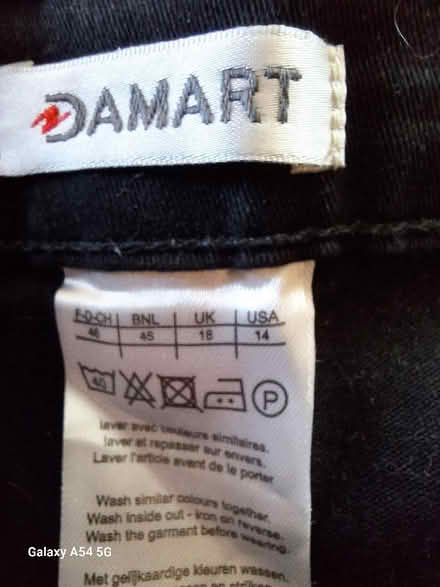 DAMART
F-D-CH BNL UK USA
46 45 18 14
40 P
laver avec couleurs similaires.
laver et repasser sur envers.
Laver l'article avent de le porter
Wash similar colours together.
Wash inside out - iron on reverse.
Wash the garment before wearing.
Met gelijkaardige kleuren wassen.
Galaxy A54 5G